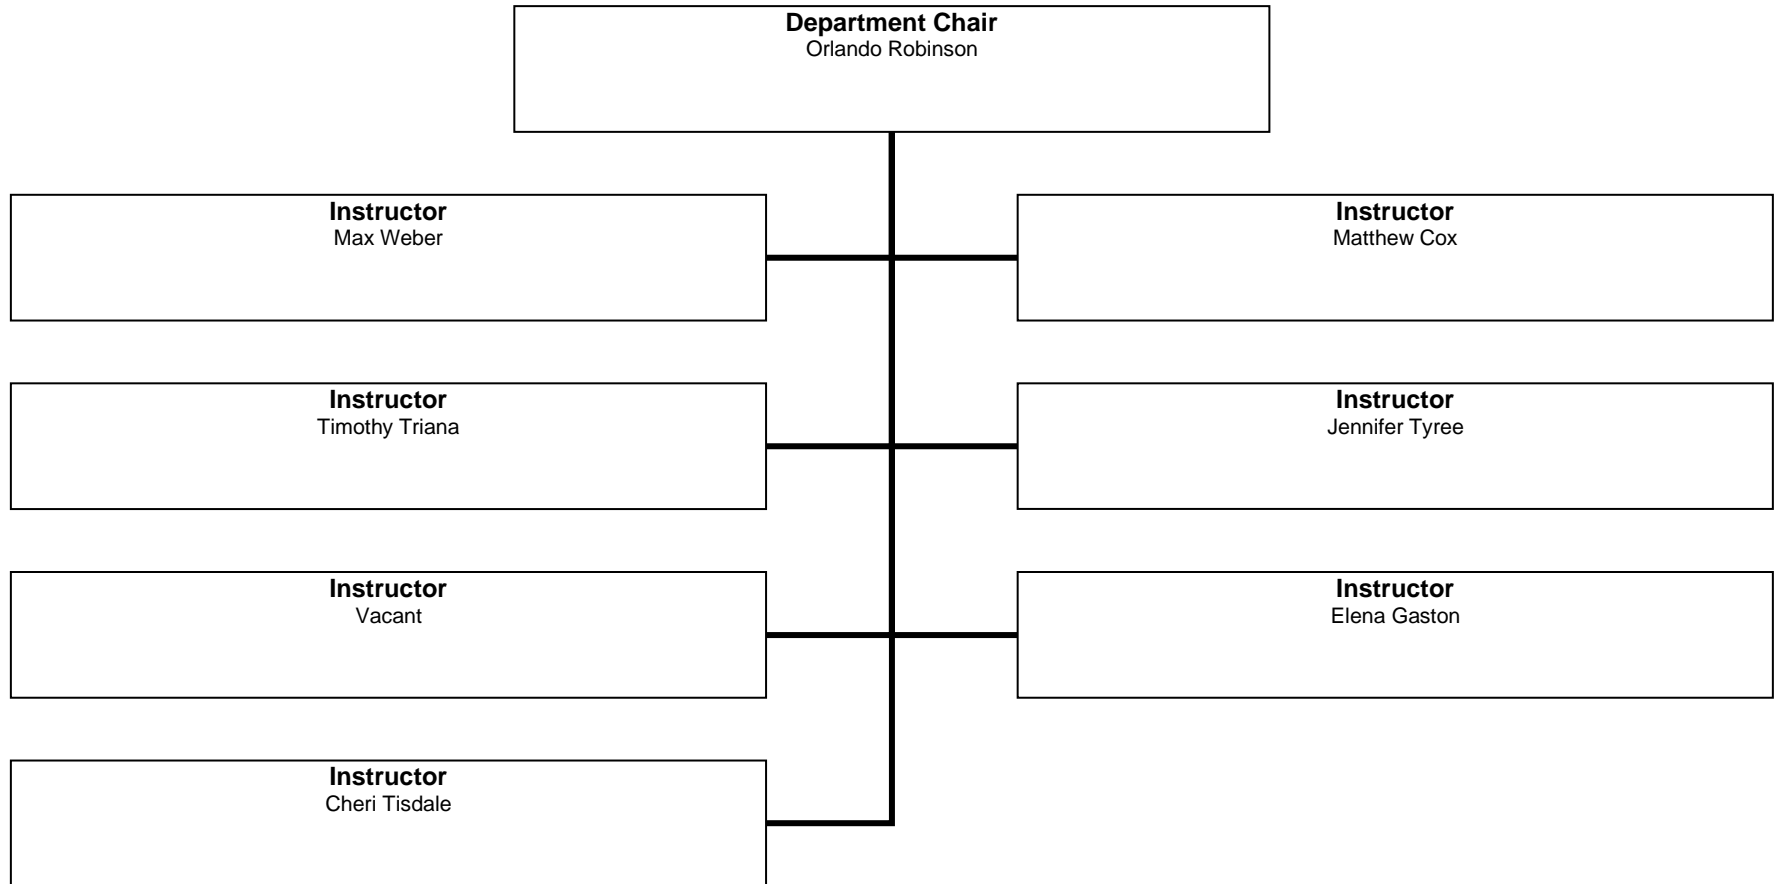 Department Chair
Orlando Robinson
Instructor
Max Weber
Instructor
Matthew Cox
Instructor
Timothy Triana
Instructor
Jennifer Tyree
Instructor
Vacant
Instructor
Elena Gaston
Instructor
Cheri Tisdale